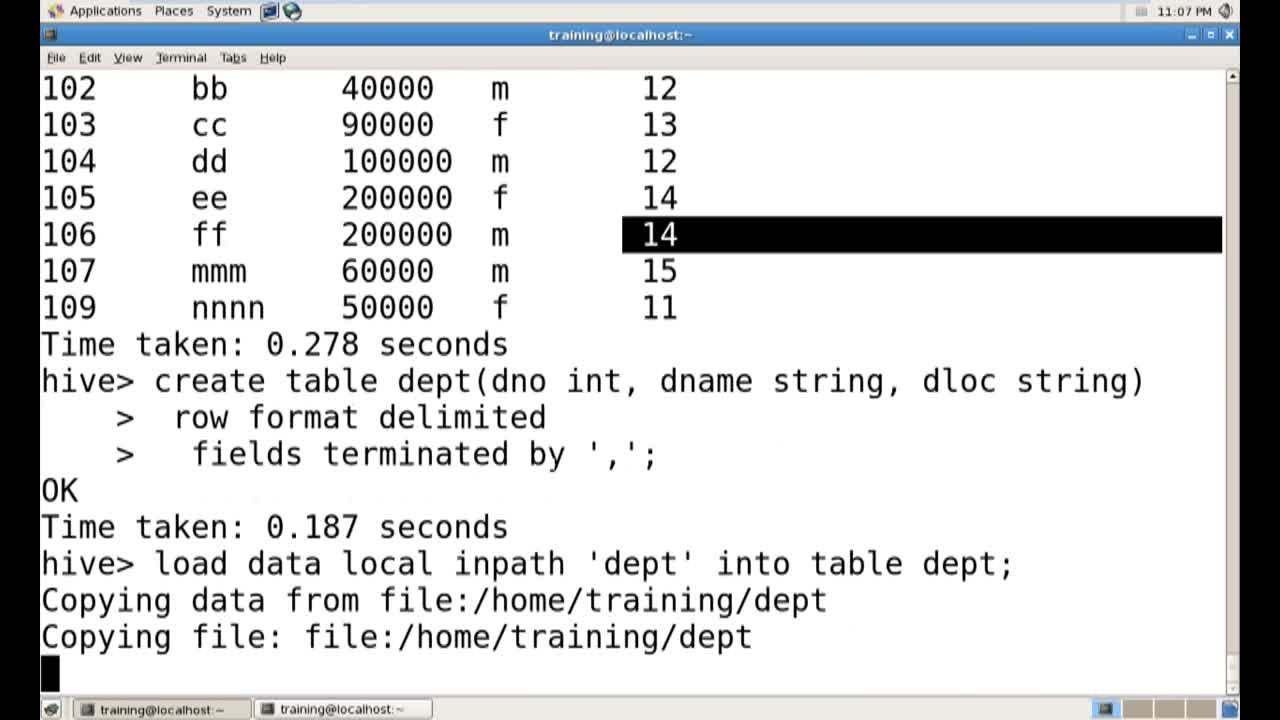 Applications Places System 11:07 PM
training@localhost:~
File Edit View Terminal Tabs Help
102 bb 40000 m 12
103 cc 90000 f 13
104 dd 100000 m 12
105 ee 200000 f 14
106 ff 200000 m 14
107 mmm 60000 m 15
109 nnnn 50000 f 11
Time taken: 0.278 seconds
hive> create table dept(dno int, dname string, dloc string)
> row format delimited
> fields terminated by ',';
OK
Time taken: 0.187 seconds
hive> load data local inpath 'dept' into table dept;
Copying data from file:/home/training/dept
Copying file: file:/home/training/dept
training@localhost:~ training@localhost:~